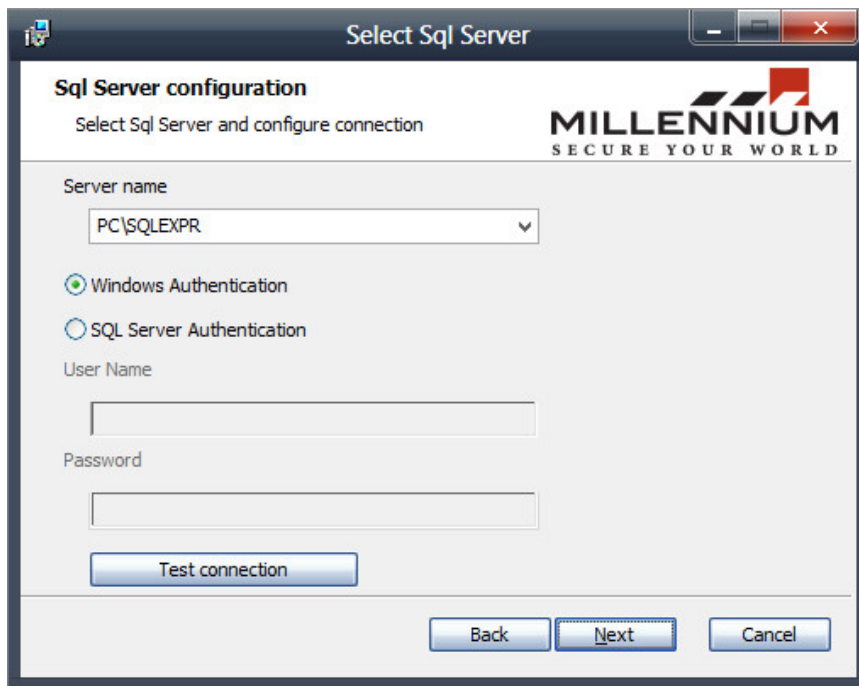 Select Sql Server
Sql Server configuration
Select Sql Server and configure connection
MILLENNIUM
SECURE YOUR WORLD
Server name
PC\SQLEXPR
Windows Authentication
SQL Server Authentication
User Name
Password
Test connection
Back
Next
Cancel